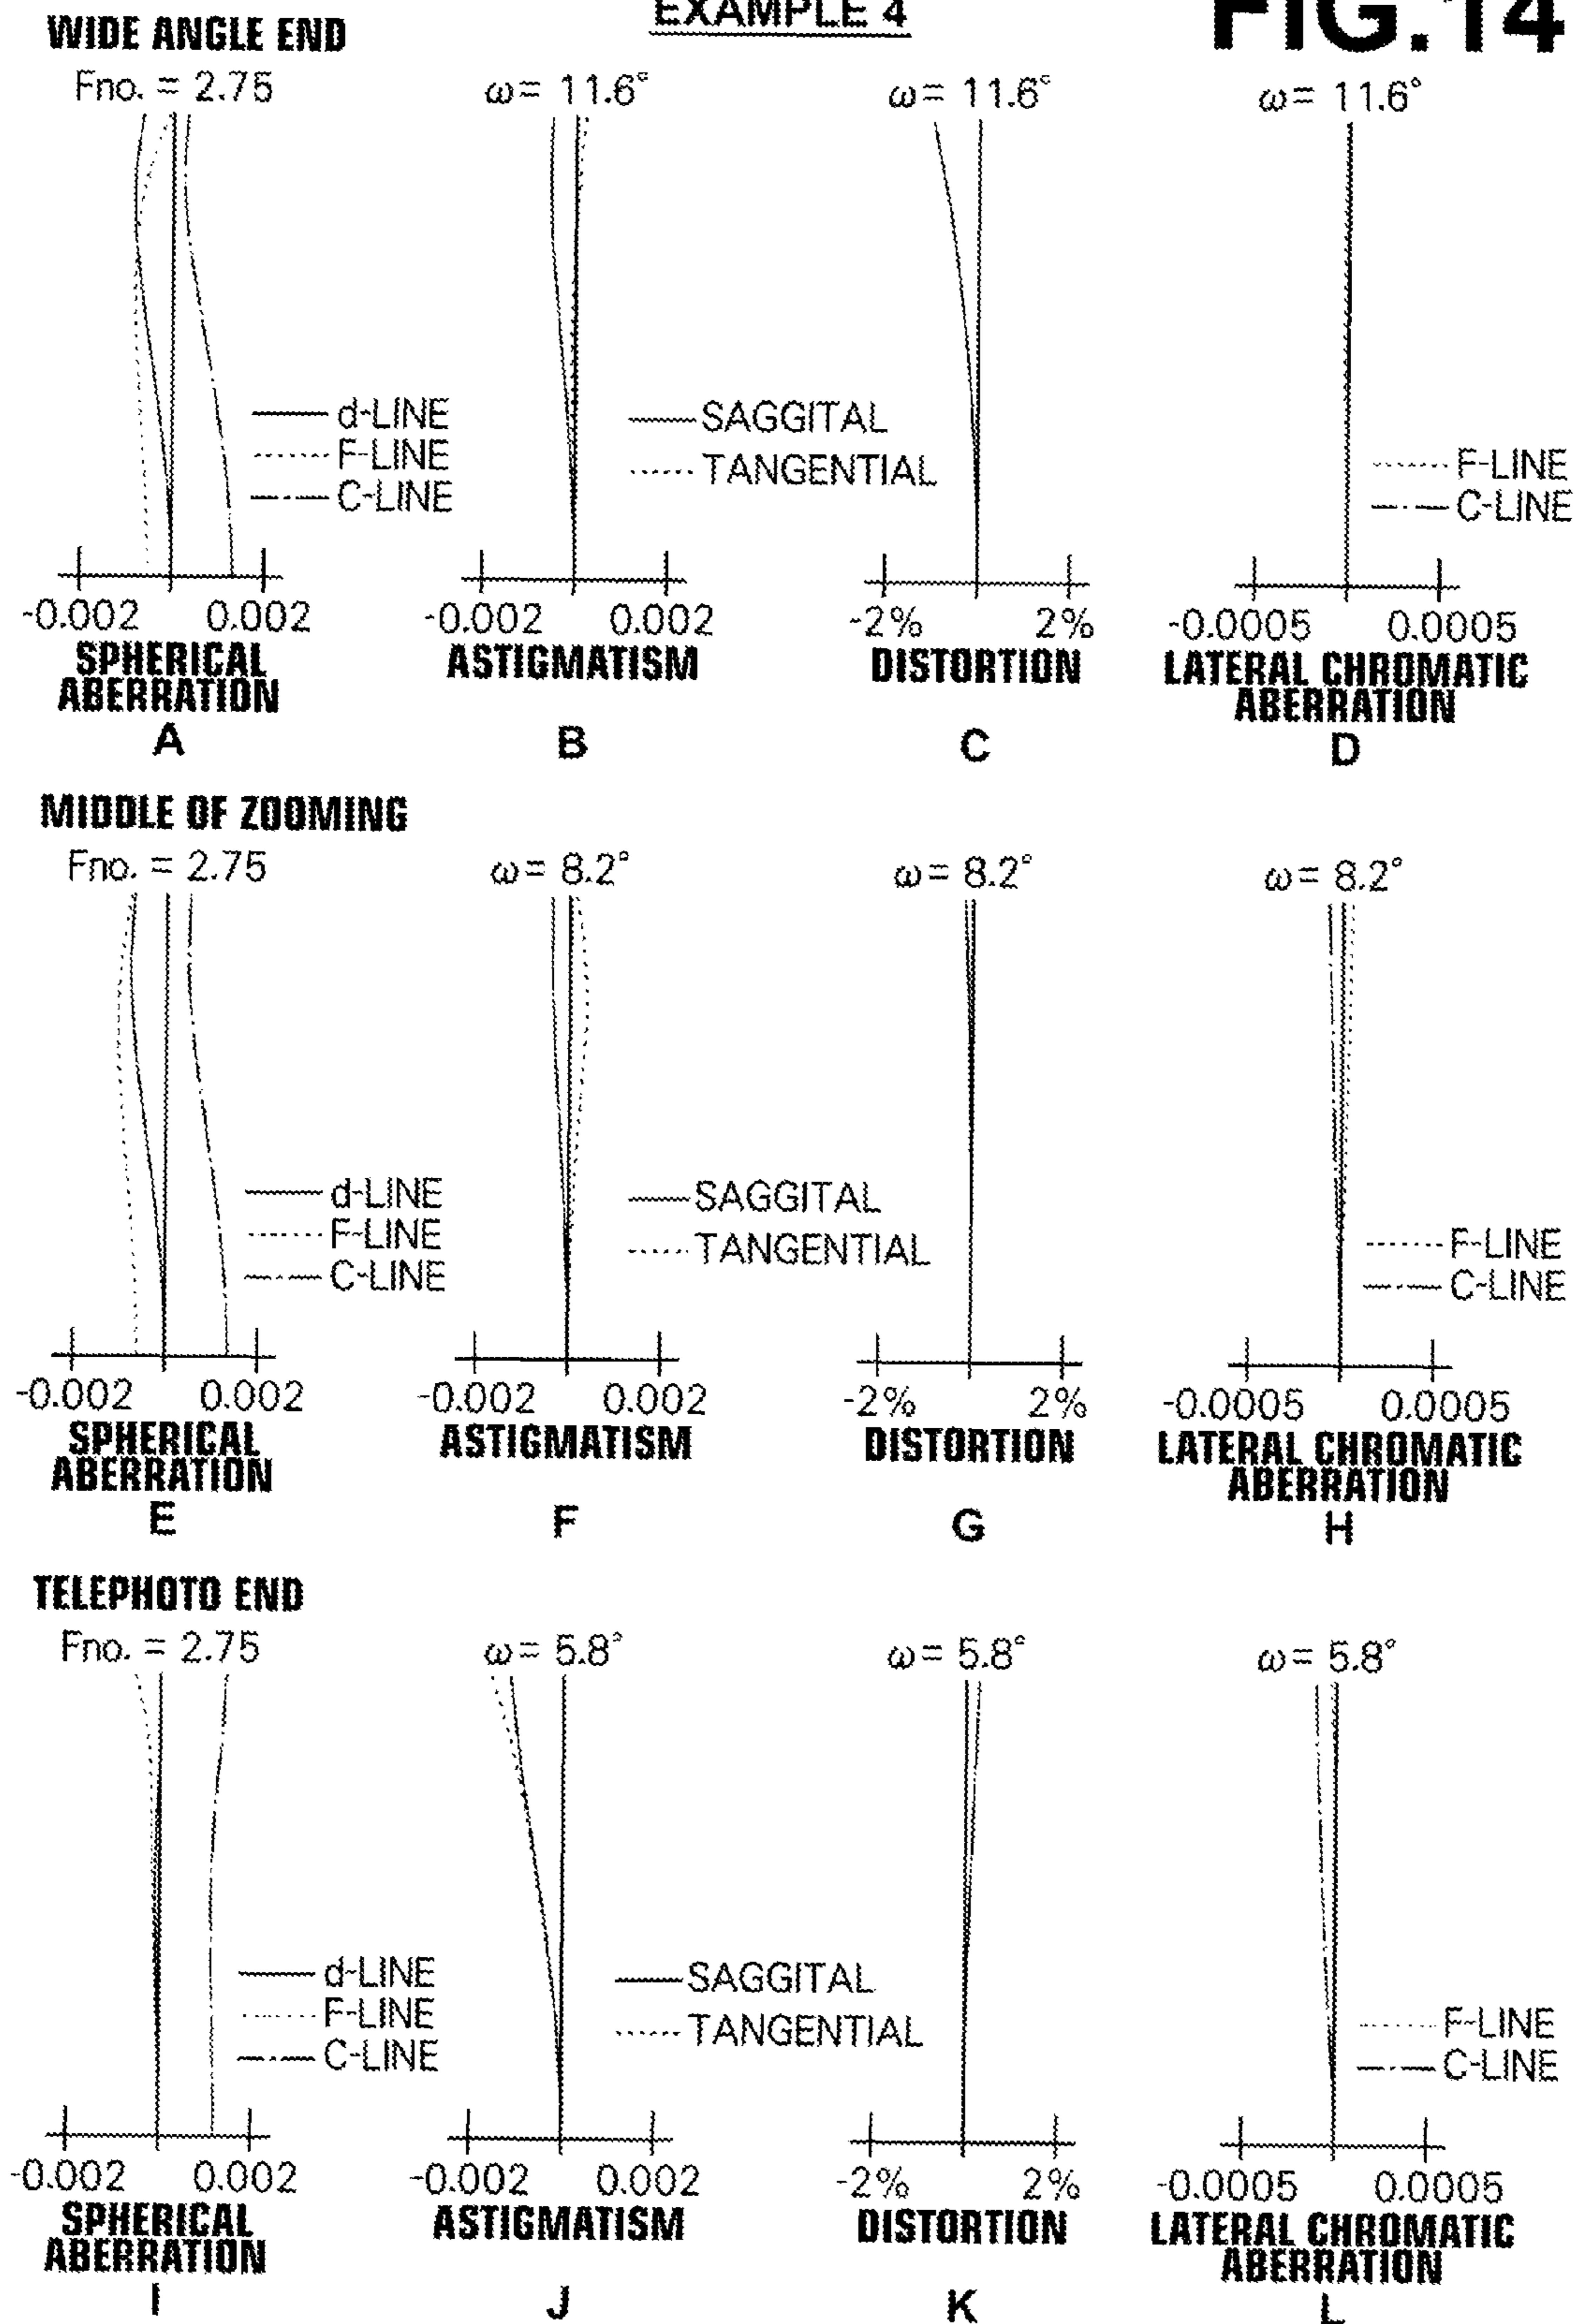 EXAMPLE 4
FIG.14
WIDE ANGLE END
Fno. = 2.75
ω= 11.6°
ω= 11.6°
ω= 11.6°
d-LINE
F-LINE
C-LINE
SAGGITAL
TANGENTIAL
F-LINE
C-LINE
-0.002 0.002
-0.002 0.002
-2% 2%
-0.0005 0.0005
SPHERICAL
ABERRATION
ASTIGMATISM
DISTORTION
LATERAL CHROMATIC
ABERRATION
A
B
C
D
MIDDLE OF ZOOMING
Fno. = 2.75
ω= 8.2°
ω= 8.2°
ω= 8.2°
d-LINE
F-LINE
C-LINE
SAGGITAL
TANGENTIAL
F-LINE
C-LINE
-0.002 0.002
-0.002 0.002
-2% 2%
-0.0005 0.0005
SPHERICAL
ABERRATION
ASTIGMATISM
DISTORTION
LATERAL CHROMATIC
ABERRATION
E
F
G
H
TELEPHOTO END
Fno. = 2.75
ω= 5.8°
ω= 5.8°
ω= 5.8°
d-LINE
F-LINE
C-LINE
SAGGITAL
TANGENTIAL
F-LINE
C-LINE
-0.002 0.002
-0.002 0.002
-2% 2%
-0.0005 0.0005
SPHERICAL
ABERRATION
ASTIGMATISM
DISTORTION
LATERAL CHROMATIC
ABERRATION
I
J
K
L